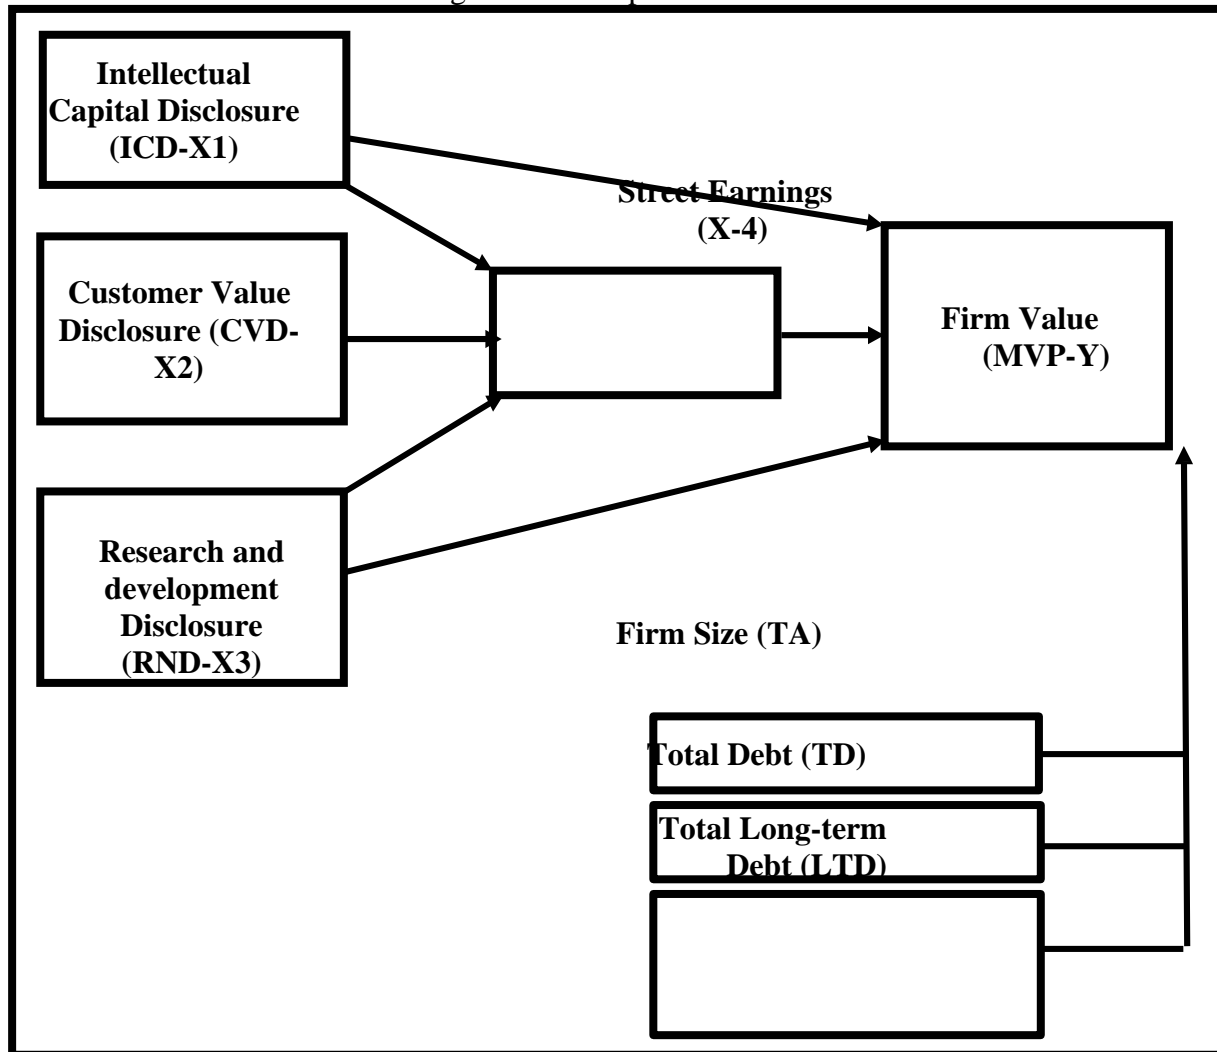 Intellectual
Capital Disclosure
(ICD-X1)
Street Earnings
(X-4)
Customer Value
Disclosure (CVD-
X2)
Firm Value
(MVP-Y)
Research and
development
Disclosure
(RND-X3)
Firm Size (TA)
Total Debt (TD)
Total Long-term
Debt (LTD)